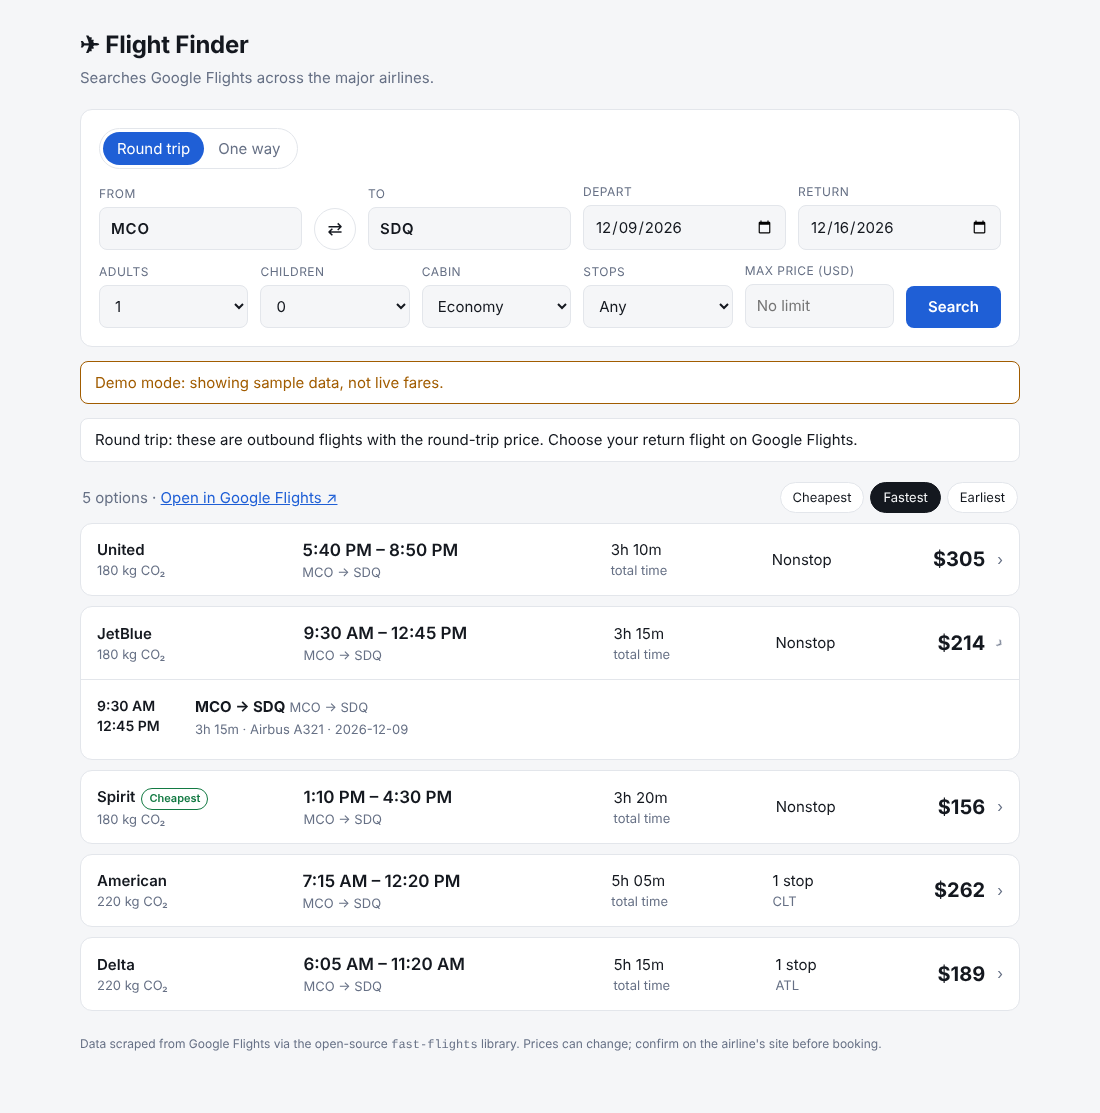 ✈ Flight Finder
Searches Google Flights across the major airlines.
Round trip One way
FROM TO DEPART RETURN
MCO ⇄ SDQ 12/09/2026 12/16/2026
ADULTS CHILDREN CABIN STOPS MAX PRICE (USD)
1 0 Economy Any No limit Search
Demo mode: showing sample data, not live fares.
Round trip: these are outbound flights with the round-trip price. Choose your return flight on Google Flights.
5 options · Open in Google Flights ↗ Cheapest Fastest Earliest
United 5:40 PM – 8:50 PM 3h 10m Nonstop $305 ›
180 kg CO₂ MCO → SDQ total time
JetBlue 9:30 AM – 12:45 PM 3h 15m Nonstop $214 ›
180 kg CO₂ MCO → SDQ total time
9:30 AM MCO → SDQ MCO → SDQ
12:45 PM 3h 15m · Airbus A321 · 2026-12-09
Spirit Cheapest 1:10 PM – 4:30 PM 3h 20m Nonstop $156 ›
180 kg CO₂ MCO → SDQ total time
American 7:15 AM – 12:20 PM 5h 05m 1 stop $262 ›
220 kg CO₂ MCO → SDQ total time CLT
Delta 6:05 AM – 11:20 AM 5h 15m 1 stop $189 ›
220 kg CO₂ MCO → SDQ total time ATL
Data scraped from Google Flights via the open-source fast-flights library. Prices can change; confirm on the airline's site before booking.